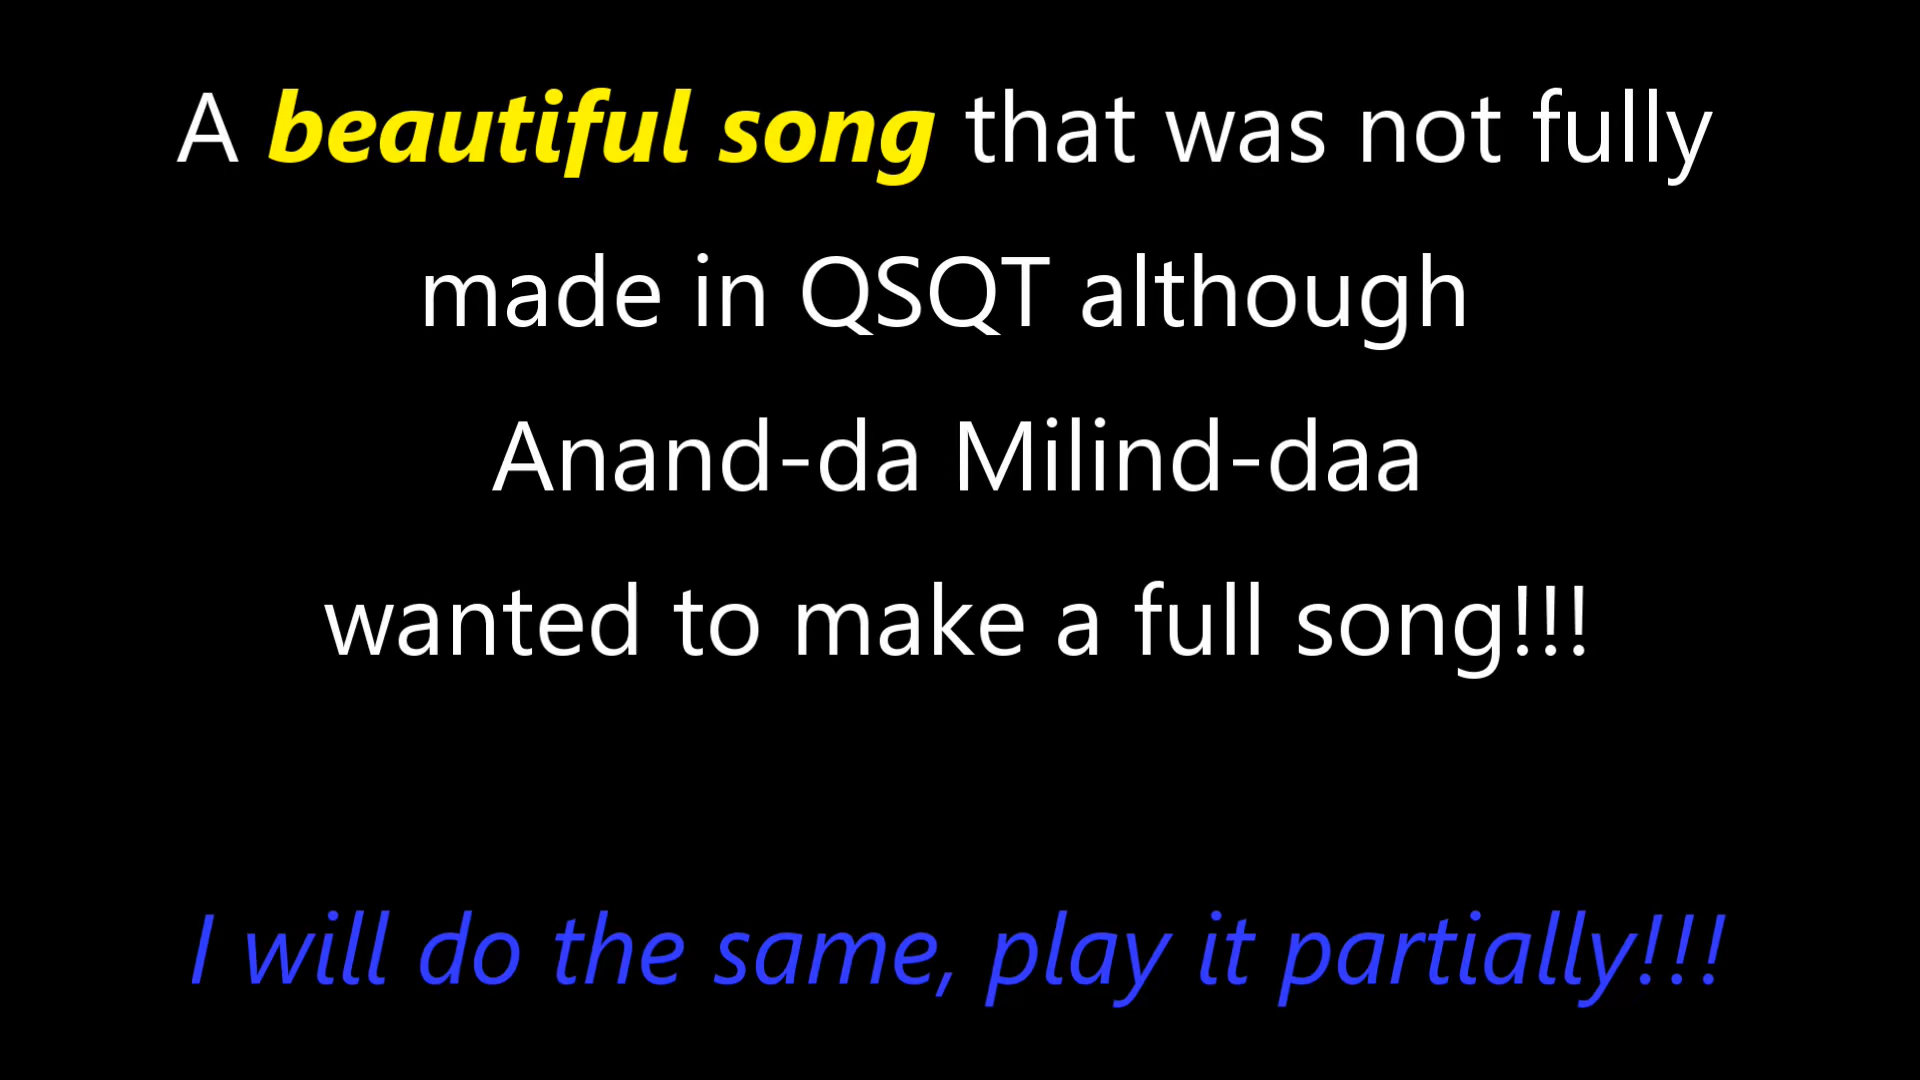 A beautiful song that was not fully
made in QSQT although
Anand-da Milind-daa
wanted to make a full song!!!
I will do the same, play it partially!!!